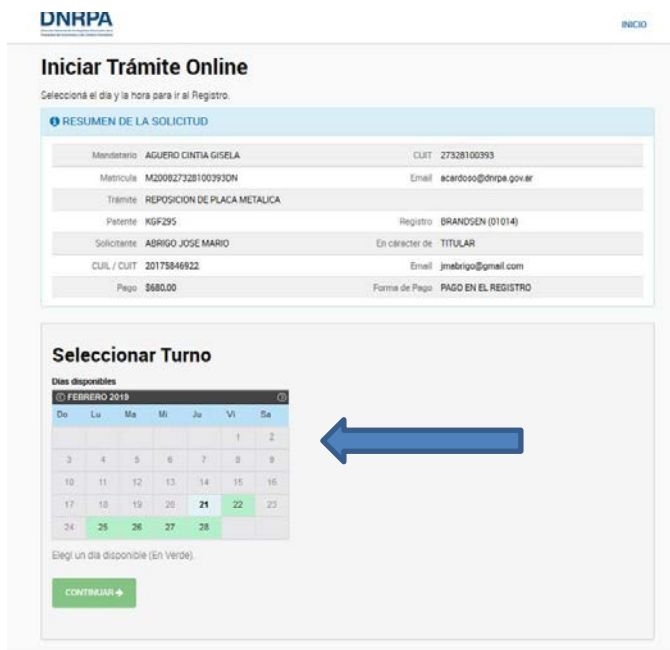 DNRPA
INICIO
Iniciar Trámite Online
Seleccioná el día y la hora para ir al Registro.
RESUMEN DE LA SOLICITUD
Mandatario AGUERO CINTIA GISELA CUIT 27328100393
Matricula M200827328100393DN Email acardoso@dnrpa.gov.ar
Trámite REPOSICION DE PLACA METALICA
Patente KGF295 Registro BRANDSEN (01014)
Solicitante ABRIGO JOSE MARIO En cáracter de TITULAR
CUIL / CUIT 20175846922 Email jmabrigo@gmail.com
Pago $680.00 Forma de Pago PAGO EN EL REGISTRO
Seleccionar Turno
Días disponibles
FEBRERO 2019
Do Lu Ma Mi Ju Vi Sa
1 2
3 4 5 6 7 8 9
10 11 12 13 14 15 16
17 18 19 20 21 22 23
24 25 26 27 28
Elegí un día disponible (En Verde).
CONTINUAR